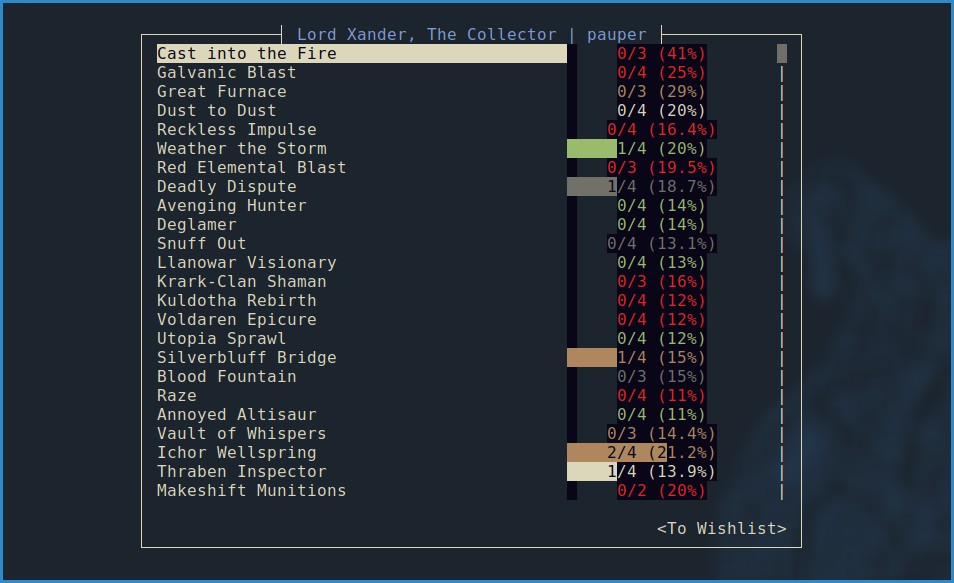 Lord Xander, The Collector | pauper
Cast into the Fire 0/3 (41%)
Galvanic Blast 0/4 (25%)
Great Furnace 0/3 (29%)
Dust to Dust 0/4 (20%)
Reckless Impulse 0/4 (16.4%)
Weather the Storm 1/4 (20%)
Red Elemental Blast 0/3 (19.5%)
Deadly Dispute 1/4 (18.7%)
Avenging Hunter 0/4 (14%)
Deglamer 0/4 (14%)
Snuff Out 0/4 (13.1%)
Llanowar Visionary 0/4 (13%)
Krark-Clan Shaman 0/3 (16%)
Kuldotha Rebirth 0/4 (12%)
Voldaren Epicure 0/4 (12%)
Utopia Sprawl 0/4 (12%)
Silverbluff Bridge 1/4 (15%)
Blood Fountain 0/3 (15%)
Raze 0/4 (11%)
Annoyed Altisaur 0/4 (11%)
Vault of Whispers 0/3 (14.4%)
Ichor Wellspring 2/4 (21.2%)
Thraben Inspector 1/4 (13.9%)
Makeshift Munitions 0/2 (20%)
<To Wishlist>